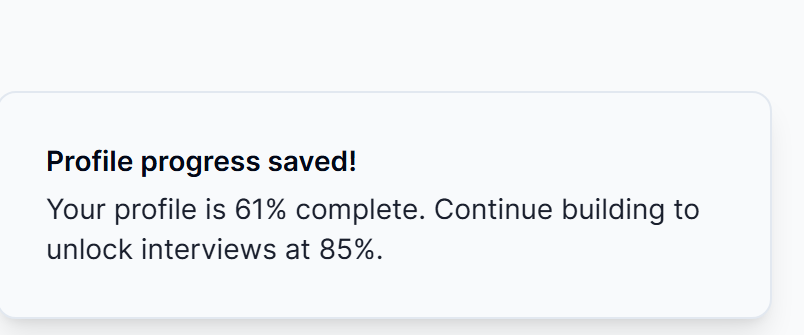 Profile progress saved!
Your profile is 61% complete. Continue building to
unlock interviews at 85%.